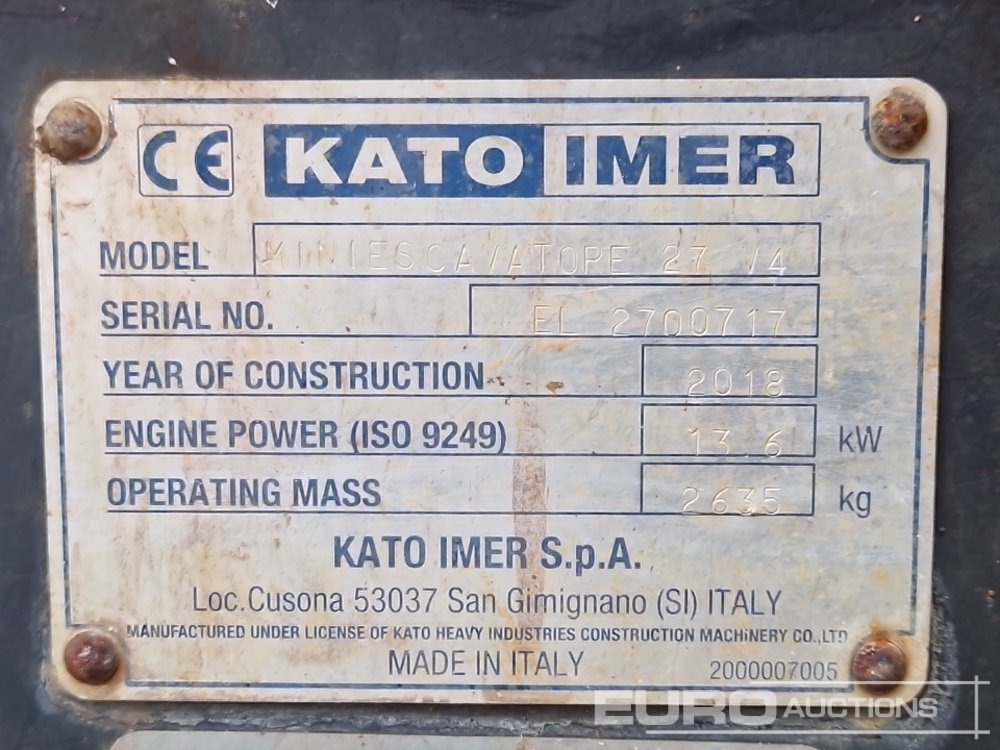 CE KATO IMER
MODEL MINIESCAVATORE 27 V4
SERIAL NO. EL 2700717
YEAR OF CONSTRUCTION 2018
ENGINE POWER (ISO 9249) 13.6 kW
OPERATING MASS 2635 kg
KATO IMER S.p.A.
Loc.Cusona 53037 San Gimignano (SI) ITALY
MANUFACTURED UNDER LICENSE OF KATO HEAVY INDUSTRIES CONSTRUCTION MACHINERY CO.,LTD
MADE IN ITALY 2000007005
EURO AUCTIONS